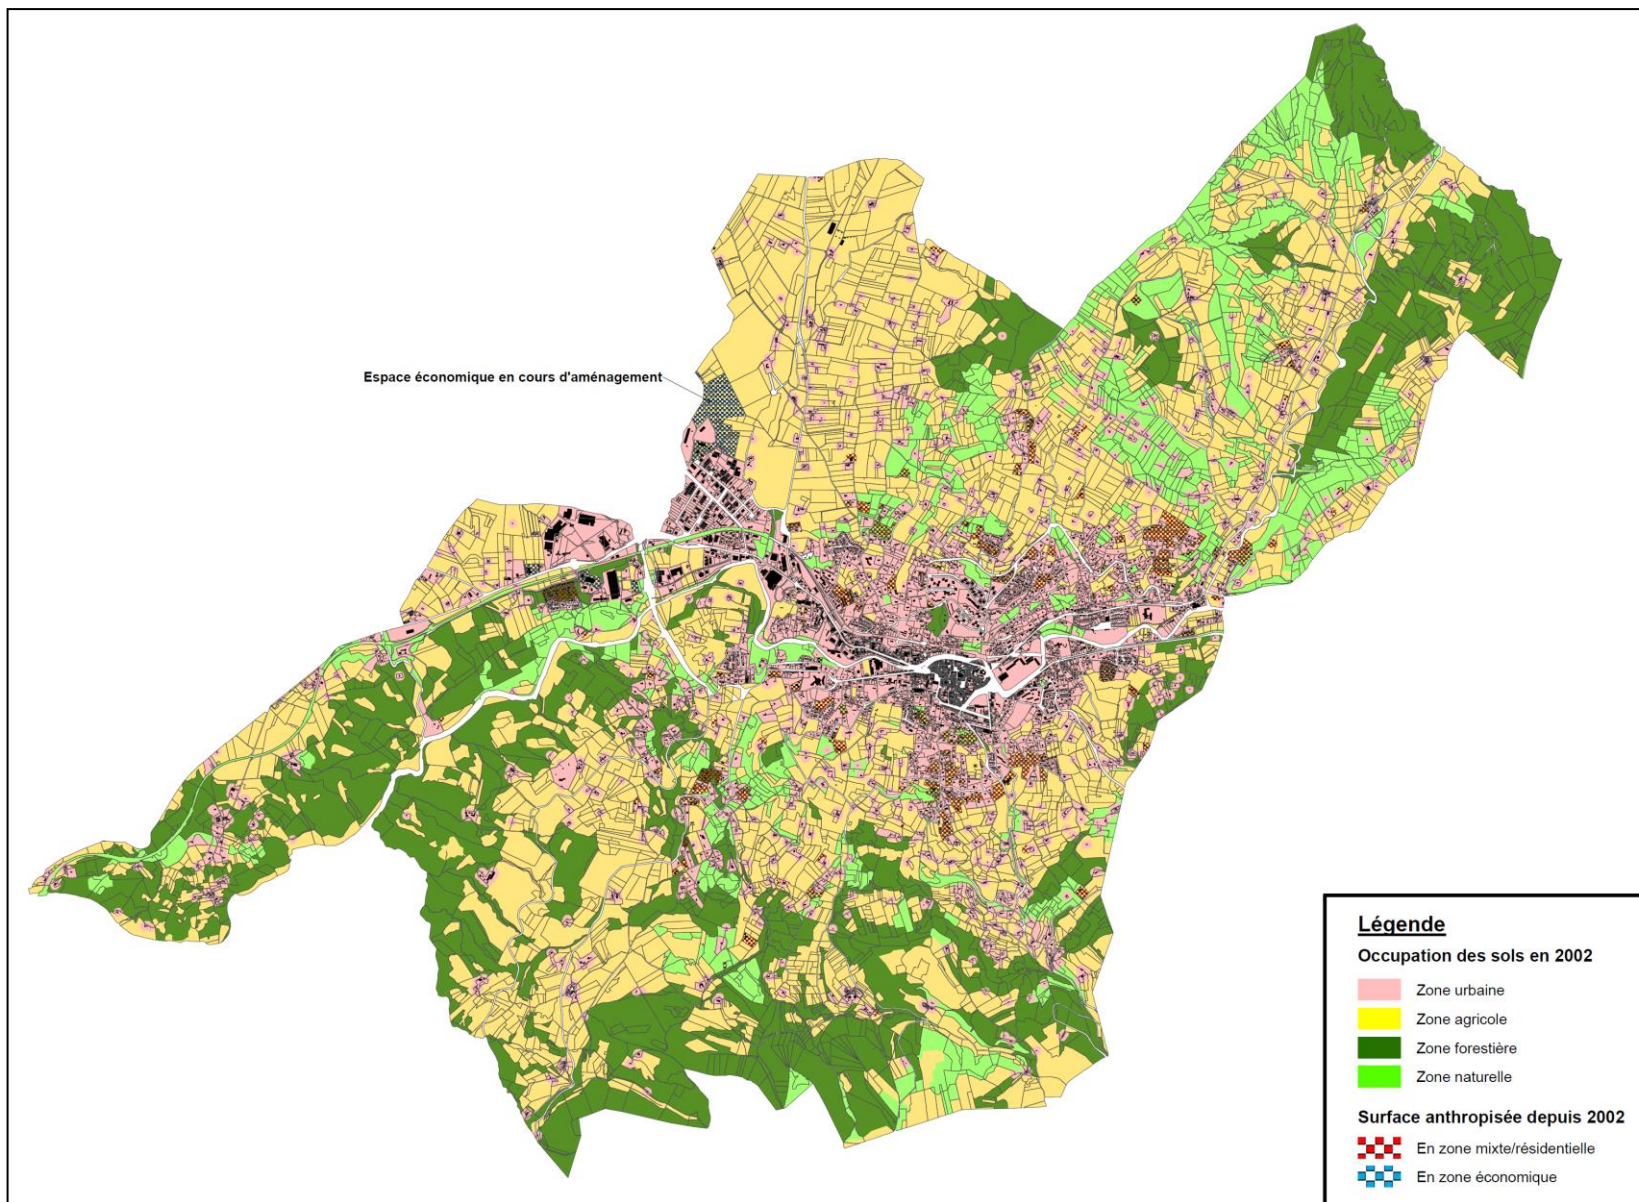 Espace économique en cours d'aménagement
Légende
Occupation des sols en 2002
Zone urbaine
Zone agricole
Zone forestière
Zone naturelle
Surface anthropisée depuis 2002
En zone mixte/résidentielle
En zone économique